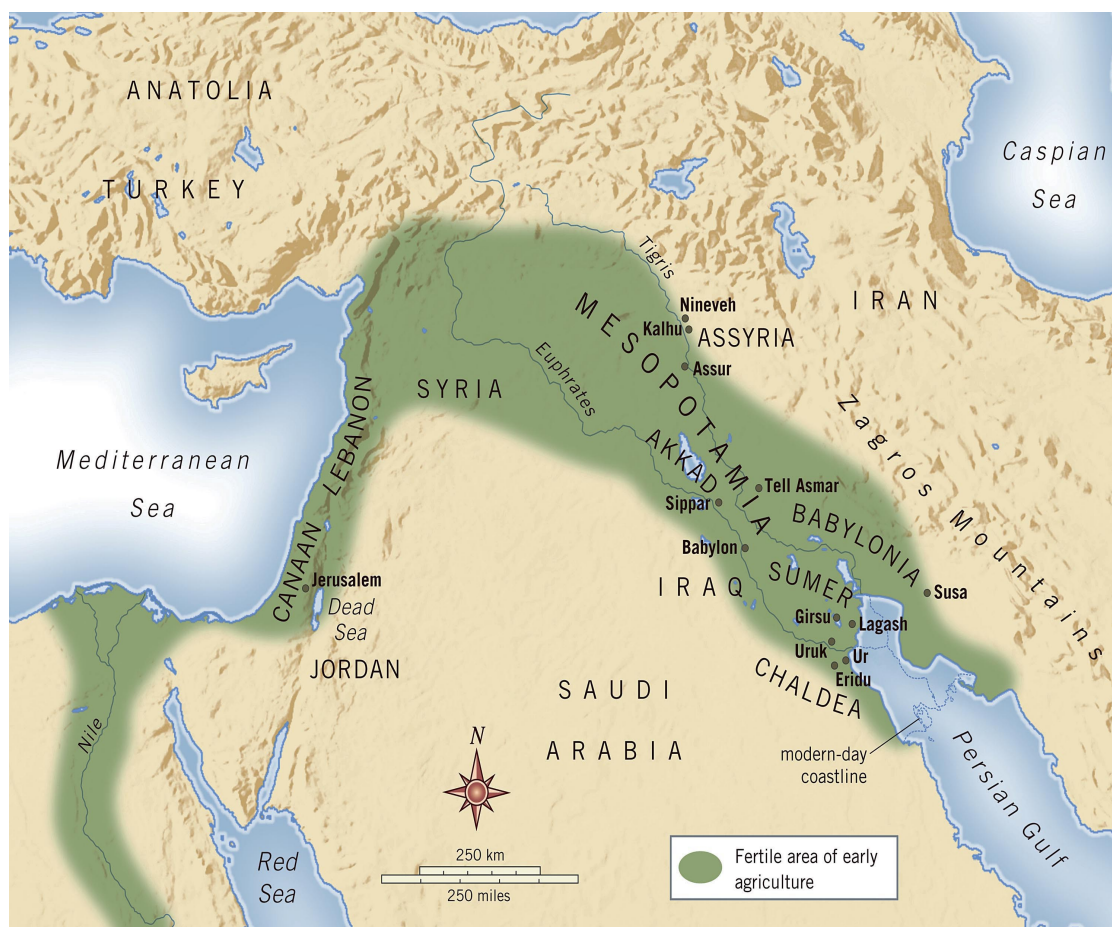 ANATOLIA
TURKEY
Caspian
Sea
Tigris
IRAN
Nineveh
Kalhu
ASSYRIA
MESOPOTAMIA
Assur
Euphrates
SYRIA
LEBANON
Zagros Mountains
Mediterranean
Sea
AKKAD
Tell Asmar
Sippar
BABYLONIA
Babylon
CANAAN
Jerusalem
Dead
Sea
IRAQ
SUMER
Susa
Girsu
Lagash
Uruk
Ur
Eridu
JORDAN
CHALDEA
SAUDI
ARABIA
Nile
N
modern-day
coastline
Persian Gulf
Red
Sea
250 km
250 miles
Fertile area of early
agriculture